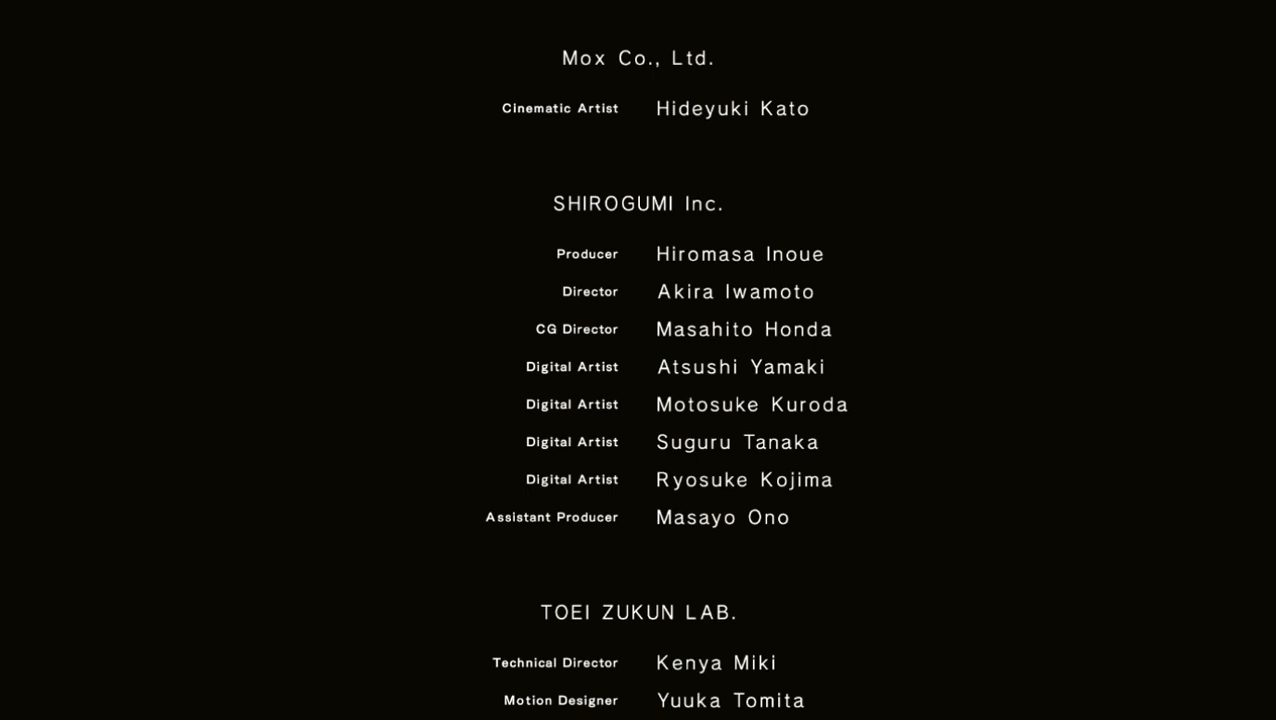 Mox Co., Ltd.
Cinematic Artist Hideyuki Kato
SHIROGUMI Inc.
Producer Hiromasa Inoue
Director Akira Iwamoto
CG Director Masahito Honda
Digital Artist Atsushi Yamaki
Digital Artist Motosuke Kuroda
Digital Artist Suguru Tanaka
Digital Artist Ryosuke Kojima
Assistant Producer Masayo Ono
TOEI ZUKUN LAB.
Technical Director Kenya Miki
Motion Designer Yuuka Tomita